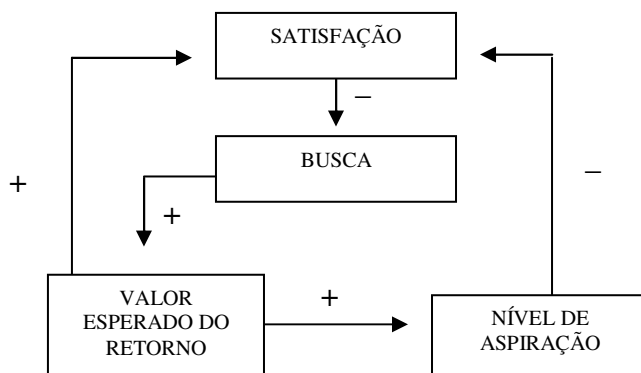 SATISFAÇÃO
–
BUSCA
+
–
+
VALOR
ESPERADO DO
RETORNO
+
NÍVEL DE
ASPIRAÇÃO